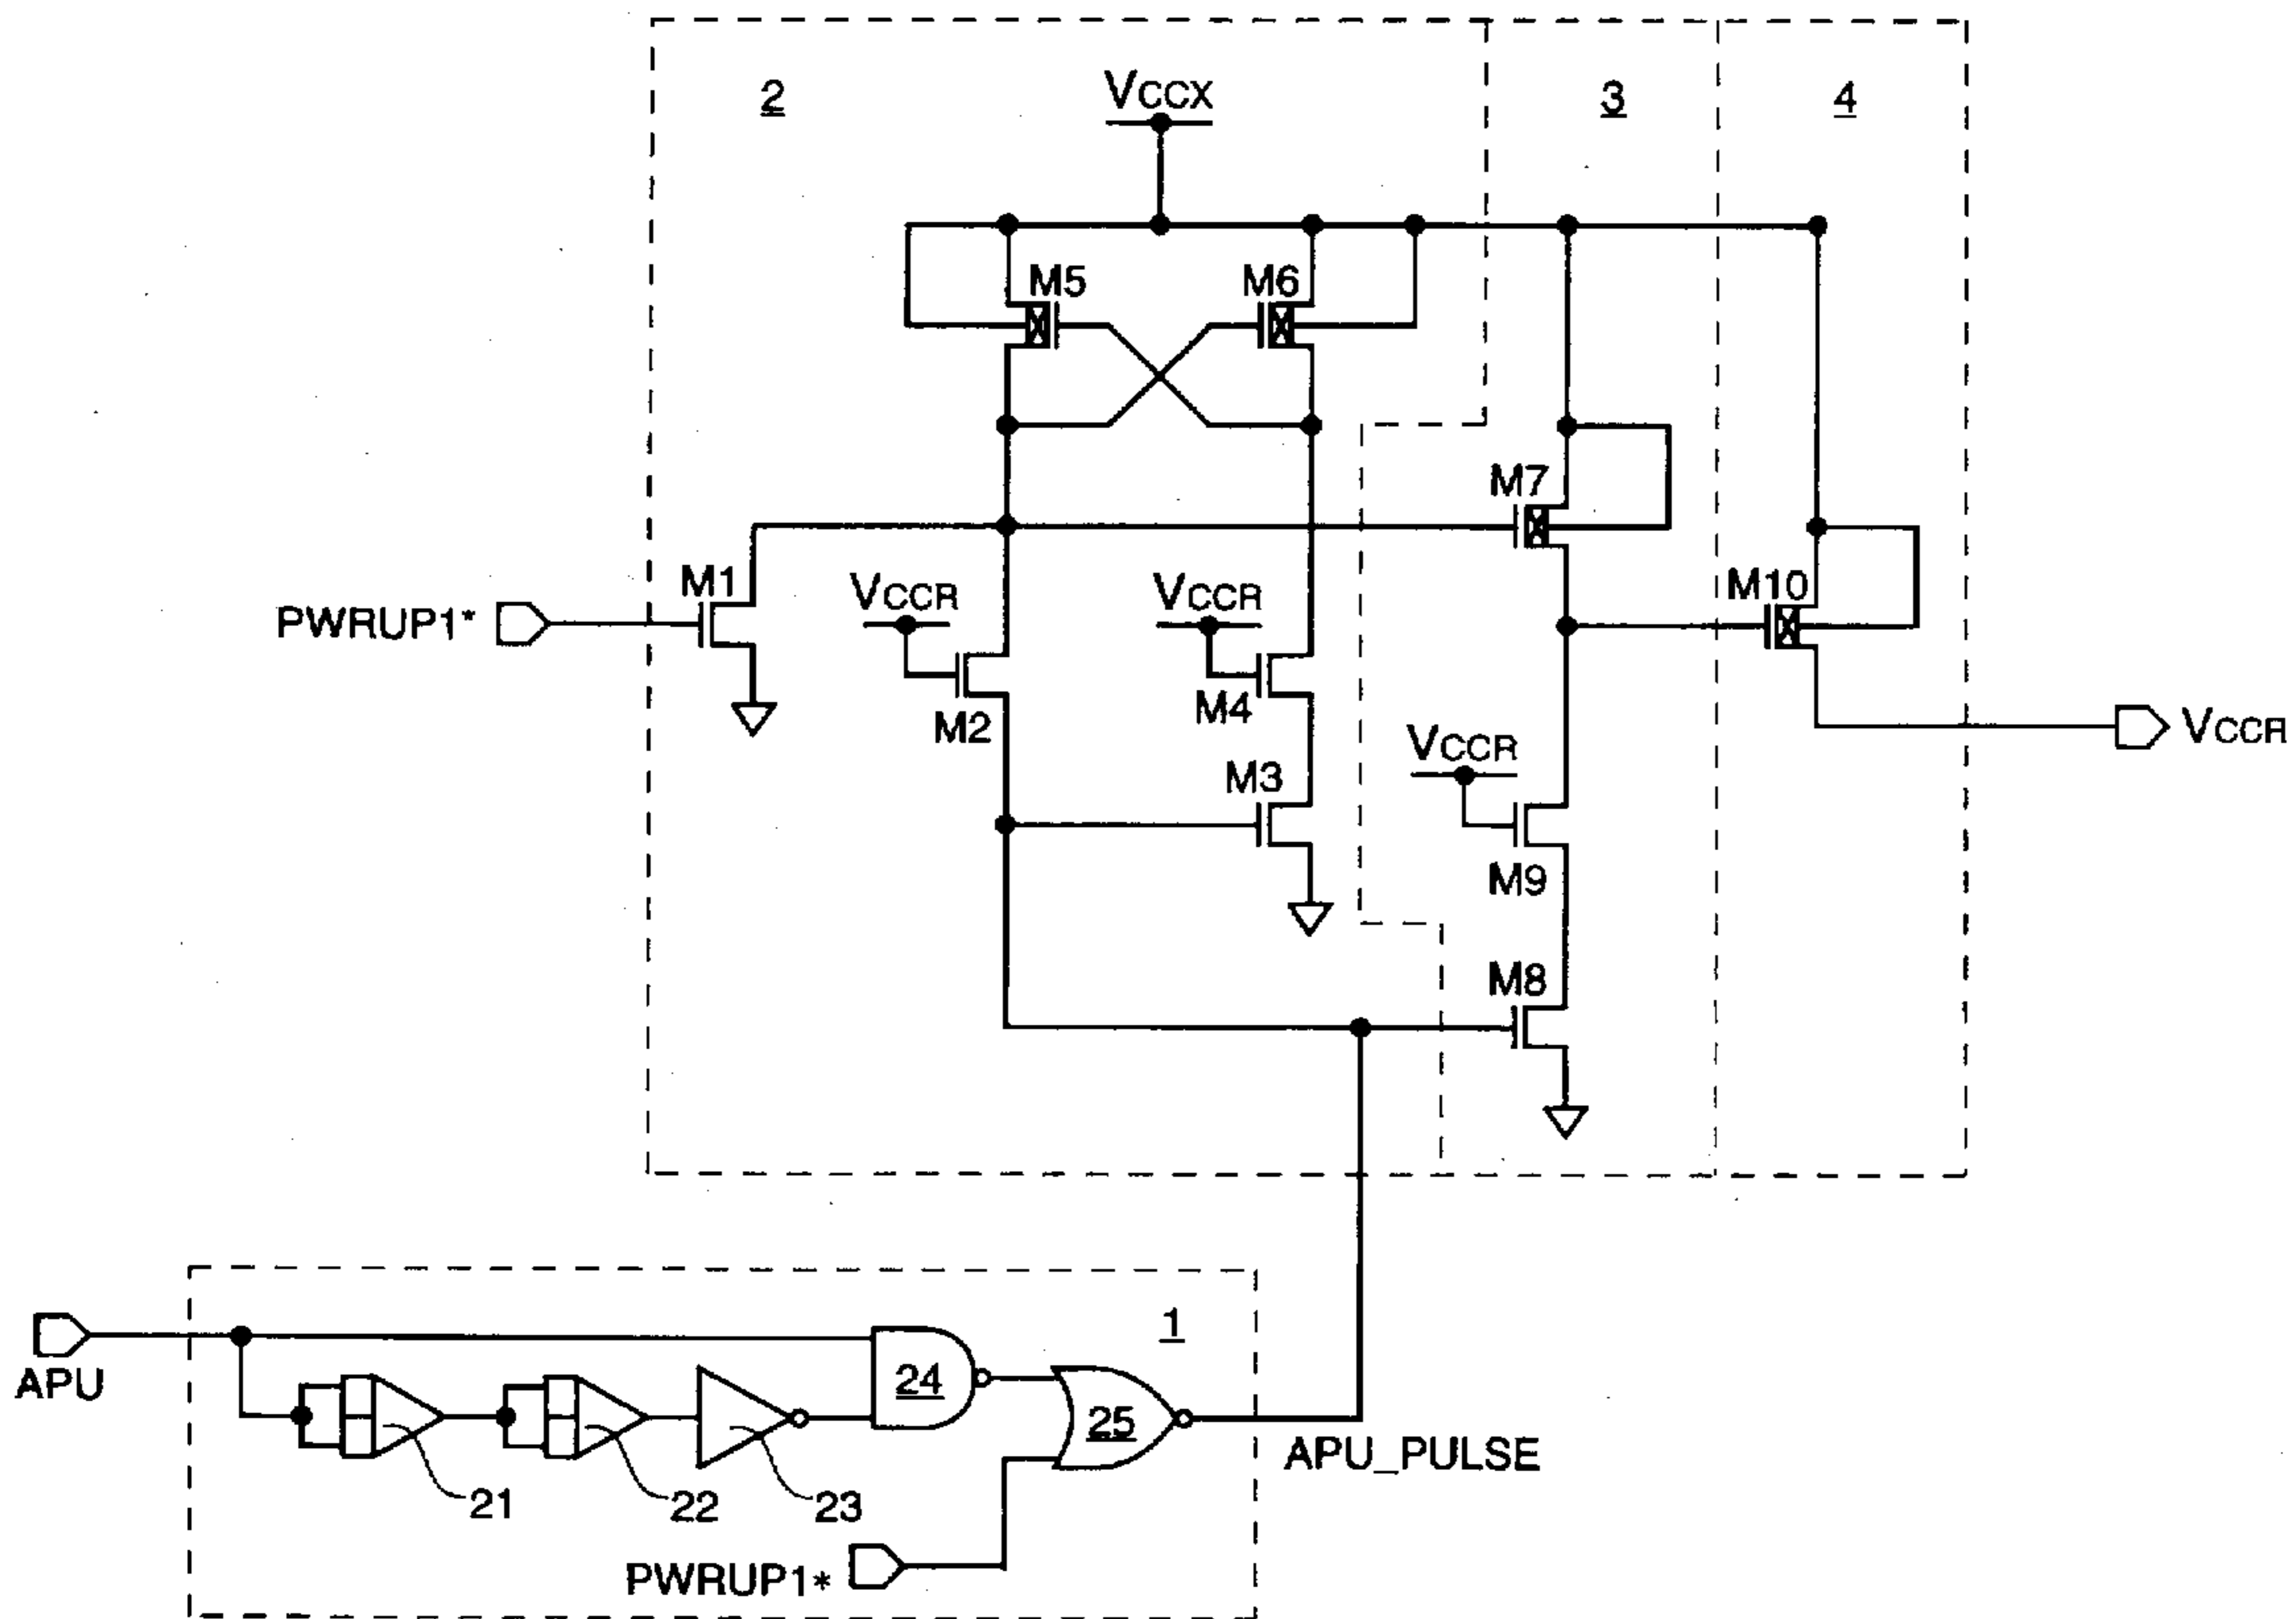 2
VCCX
3
4
M5
M6
M7
M1
VCCR
VCCR
M10
PWRUP1*
M2
M4
VCCR
VCCR
M3
M9
M8
1
APU
24
25
APU_PULSE
21
22
23
PWRUP1*